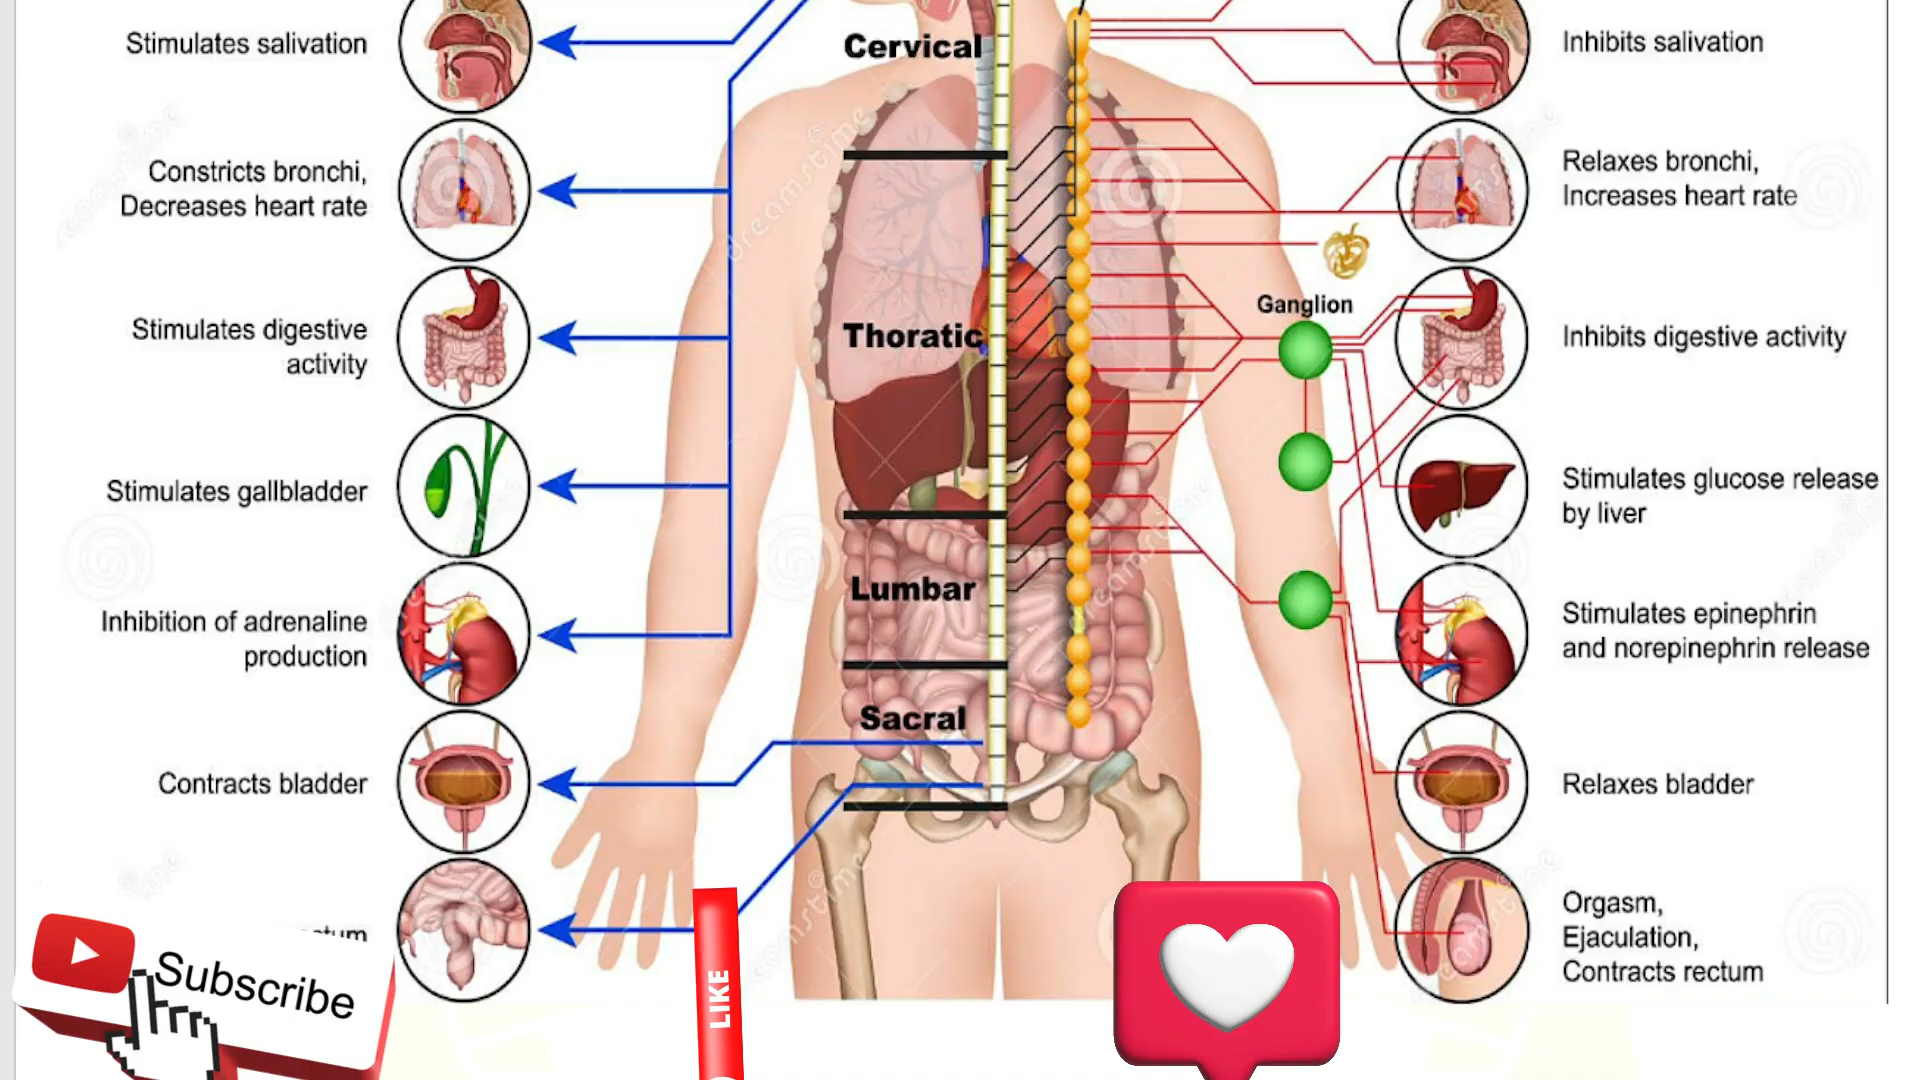 Stimulates salivation
Constricts bronchi,
Decreases heart rate
Stimulates digestive
activity
Stimulates gallbladder
Inhibition of adrenaline
production
Contracts bladder
Cervical
Thoratic
Lumbar
Sacral
Ganglion
Inhibits salivation
Relaxes bronchi,
Increases heart rate
Inhibits digestive activity
Stimulates glucose release
by liver
Stimulates epinephrin
and norepinephrin release
Relaxes bladder
Orgasm,
Ejaculation,
Contracts rectum
Subscribe
LIKE
dreamstime